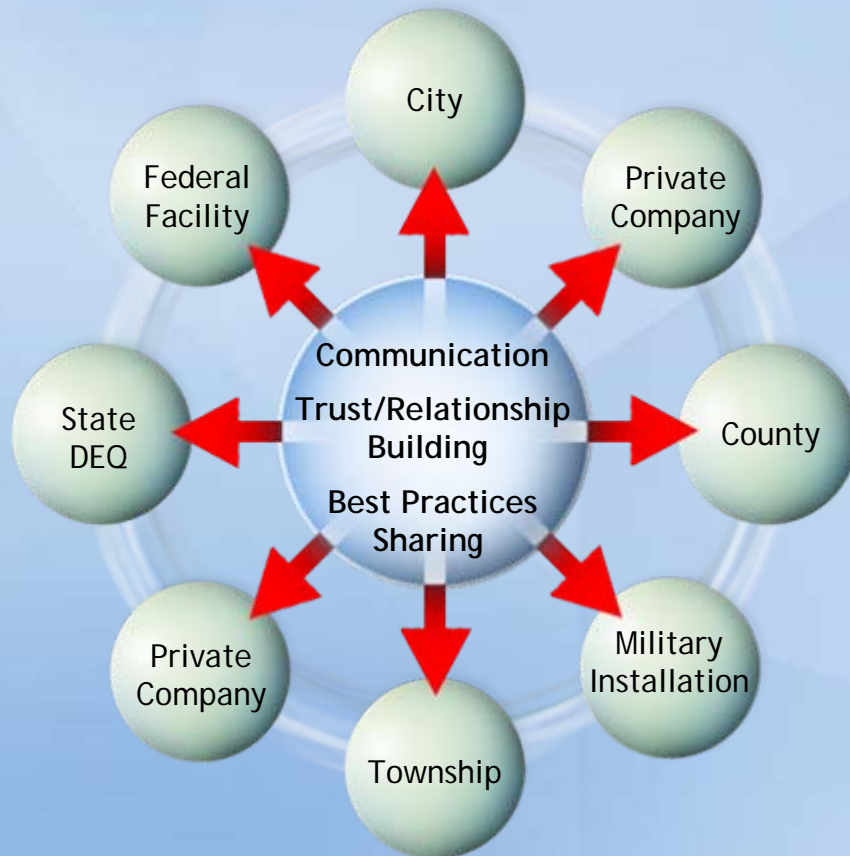 City
Federal
Facility
Private
Company
Communication
Trust/Relationship
Building
Best Practices
Sharing
State
DEQ
County
Private
Company
Military
Installation
Township